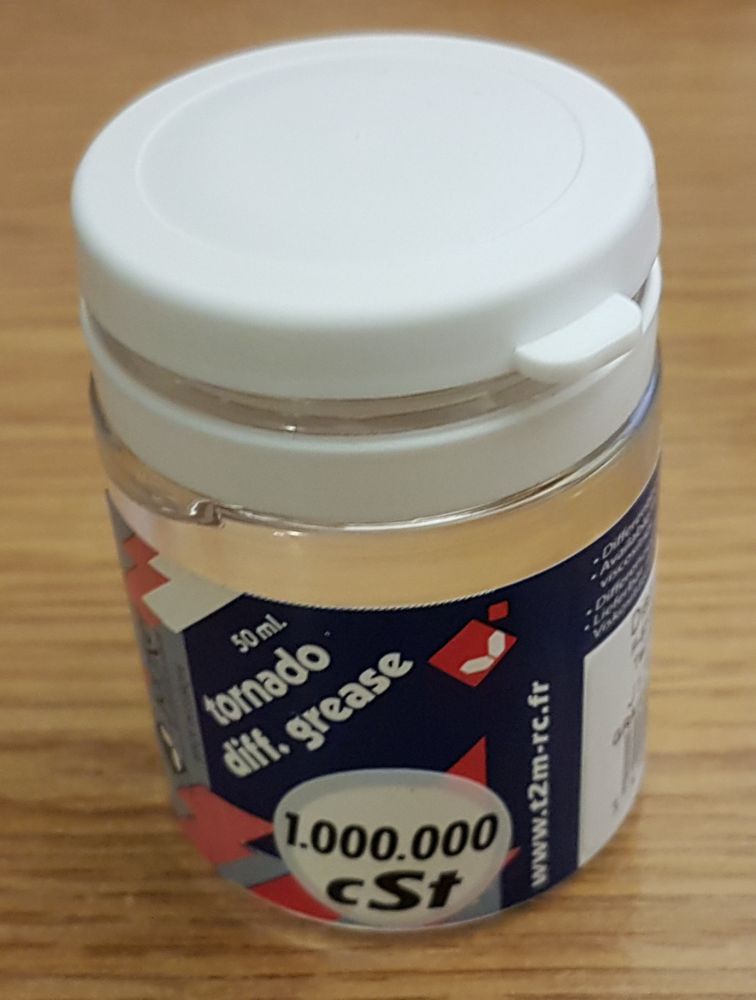 50 ml.
tornado
diff. grease
1.000.000
cSt
www.t2m-rc.fr